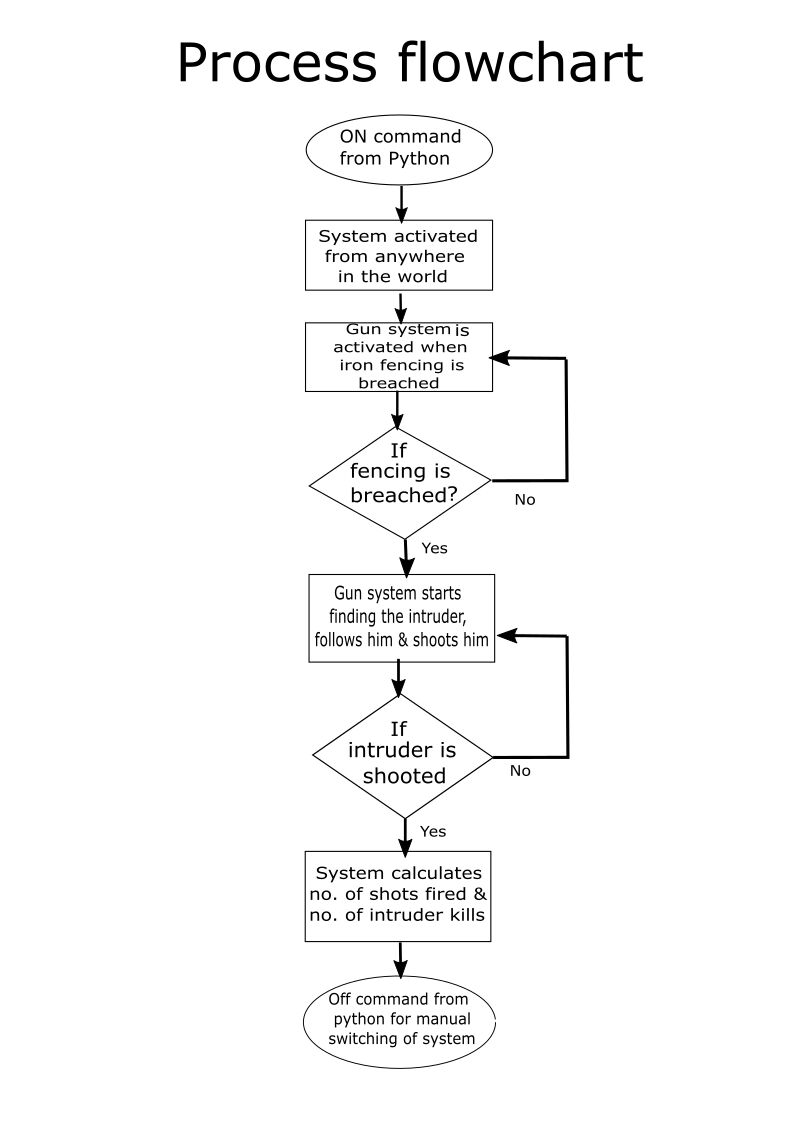 Process flowchart
ON command
from Python
System activated
from anywhere
in the world
Gun system is
activated when
iron fencing is
breached
If
fencing is
breached?
No
Yes
Gun system starts
finding the intruder,
follows him & shoots him
If
intruder is
shooted
No
Yes
System calculates
no. of shots fired &
no. of intruder kills
Off command from
python for manual
switching of system